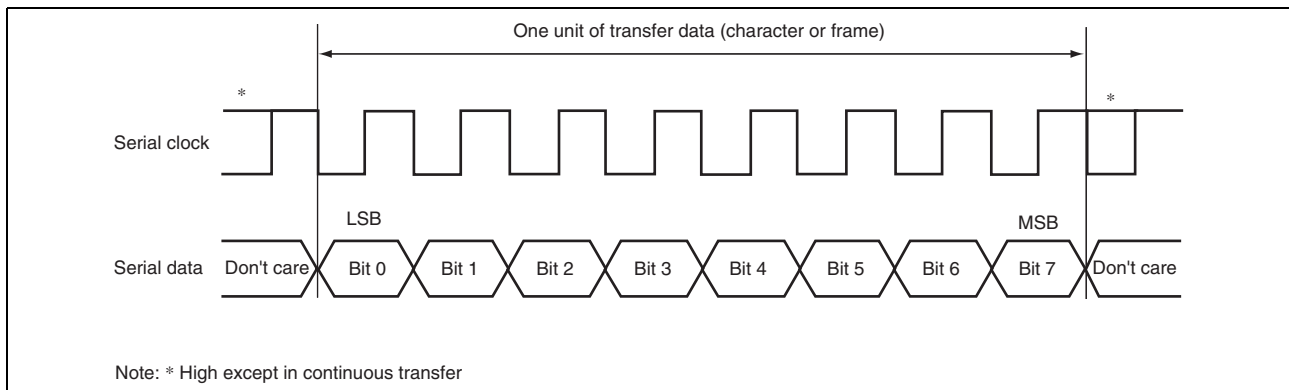 One unit of transfer data (character or frame)
*
*
Serial clock
LSB
MSB
Serial data
Don't care
Bit 0
Bit 1
Bit 2
Bit 3
Bit 4
Bit 5
Bit 6
Bit 7
Don't care
Note: * High except in continuous transfer